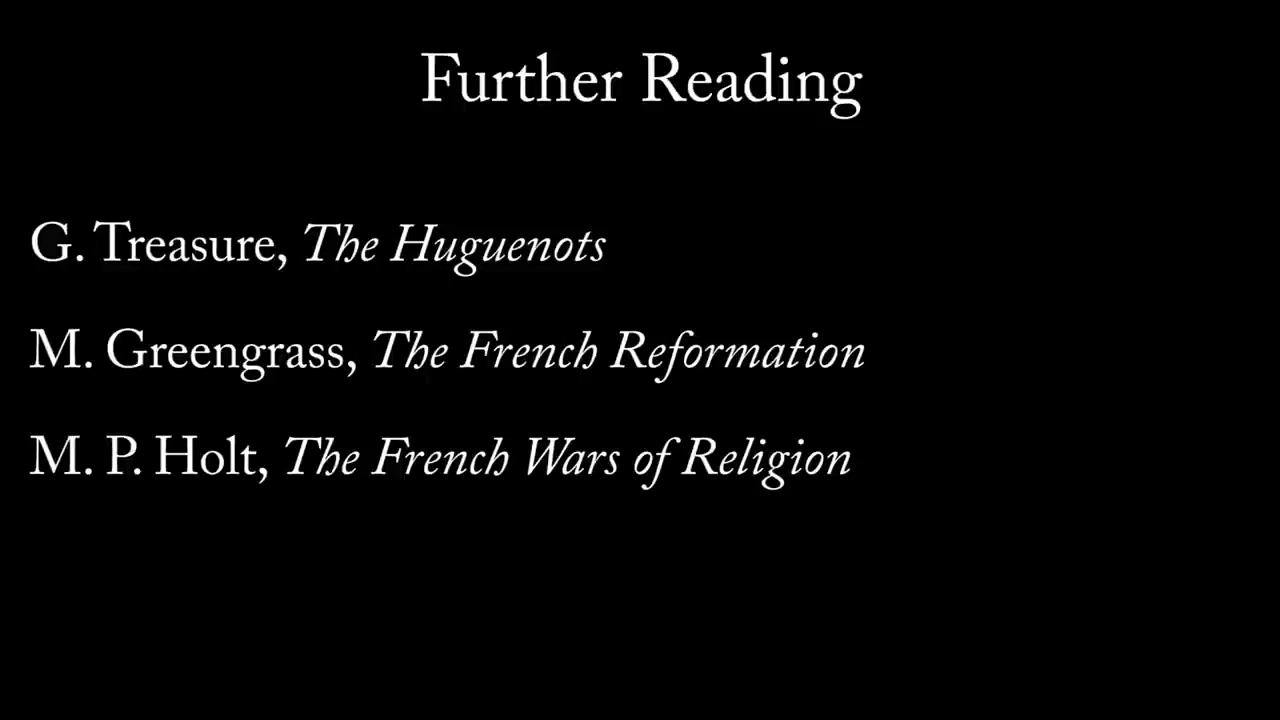 Further Reading
G. Treasure, The Huguenots
M. Greengrass, The French Reformation
M. P. Holt, The French Wars of Religion